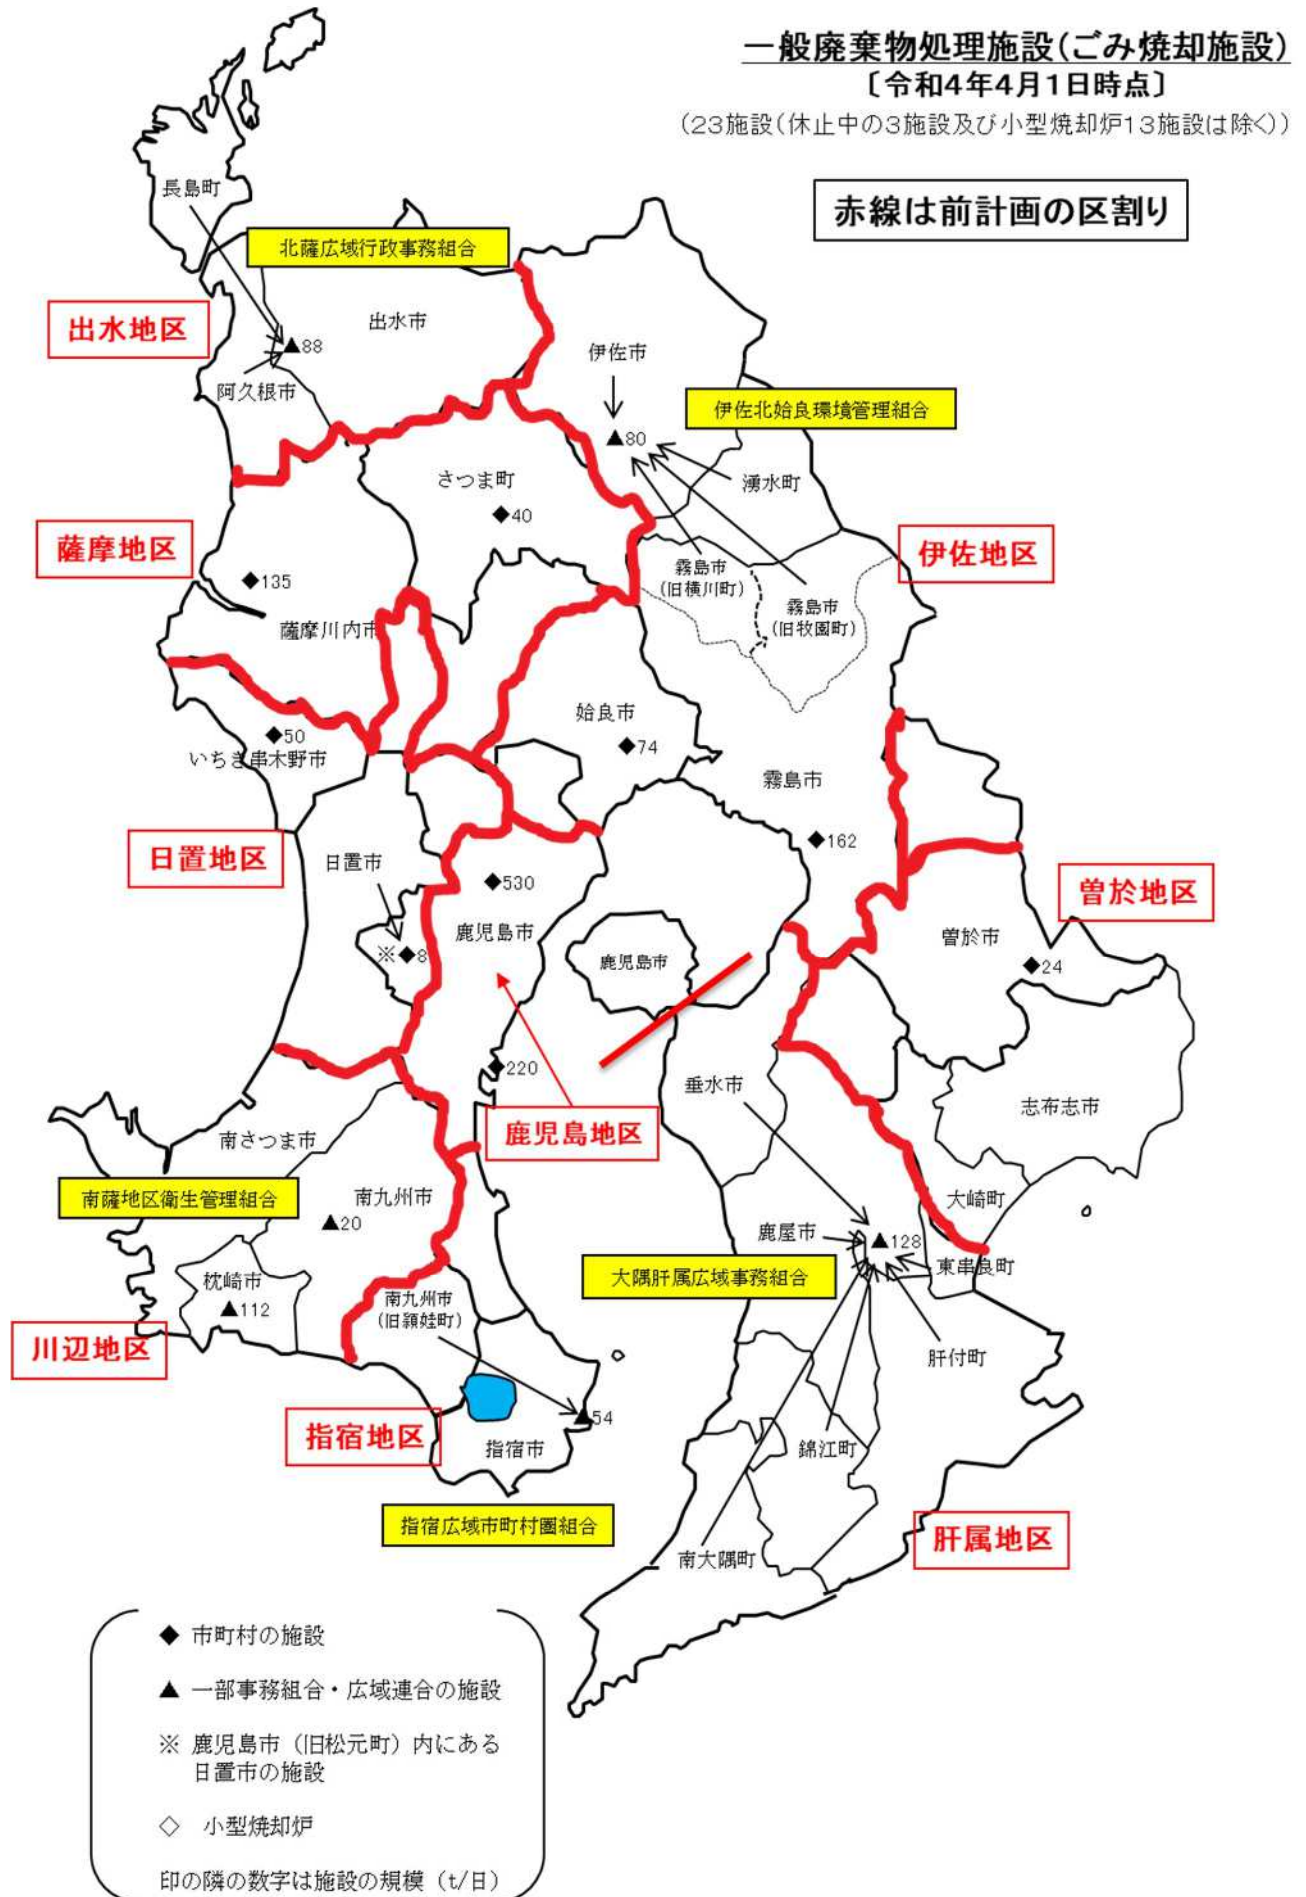 一般廃棄物処理施設(ごみ焼却施設)
〔令和4年4月1日時点〕
(23施設(休止中の3施設及び小型焼却炉13施設は除く))
赤線は前計画の区割り
長島町
北薩広域行政事務組合
出水地区
出水市
▲88
阿久根市
伊佐市
伊佐北姶良環境管理組合
▲80
湧水町
さつま町
◆40
薩摩地区
伊佐地区
◆135
霧島市
(旧横川町)
霧島市
(旧牧園町)
薩摩川内市
◆50
いちき串木野市
姶良市
◆74
霧島市
◆162
日置地区
日置市
※◆8
◆530
鹿児島市
鹿児島市
曽於地区
曽於市
◆24
◆220
垂水市
志布志市
鹿児島地区
南さつま市
南薩地区衛生管理組合
南九州市
▲20
大崎町
鹿屋市
▲128
東串良町
大隅肝属広域事務組合
枕崎市
▲112
南九州市
(旧頴娃町)
川辺地区
肝付町
指宿地区
▲54
指宿市
錦江町
指宿広域市町村圏組合
南大隅町
肝属地区
◆ 市町村の施設
▲ 一部事務組合・広域連合の施設
※ 鹿児島市（旧松元町）内にある
日置市の施設
◇ 小型焼却炉
印の隣の数字は施設の規模（t/日）